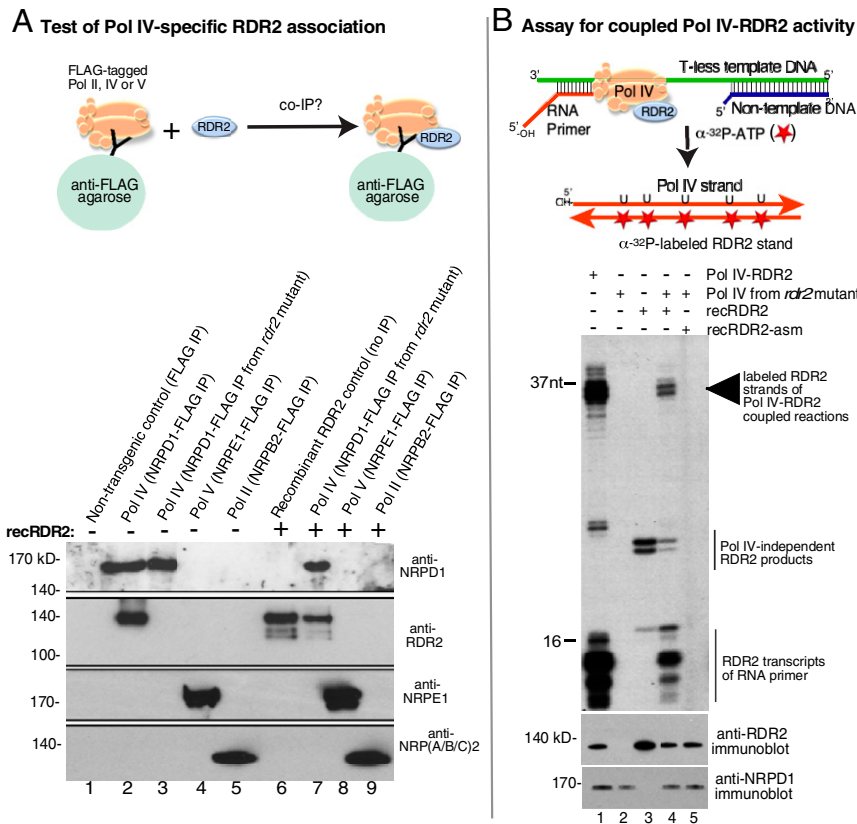 A Test of Pol IV-specific RDR2 association
FLAG-tagged
Pol II, IV or V
+
RDR2
co-IP?
RDR2
anti-FLAG
agarose
anti-FLAG
agarose
Non-transgenic control (FLAG IP)
Pol IV (NRPD1-FLAG IP)
Pol IV (NRPD1-FLAG IP from rdr2 mutant)
Pol V (NRPE1-FLAG IP)
Pol II (NRPB2-FLAG IP)
Recombinant RDR2 control (no IP)
Pol IV (NRPD1-FLAG IP from rdr2 mutant)
Pol V (NRPE1-FLAG IP)
Pol II (NRPB2-FLAG IP)
recRDR2: - - - - - + + + +
170 kD-
140-
anti-
NRPD1
140-
100-
anti-
RDR2
170-
anti-
NRPE1
140-
anti-
NRP(A/B/C)2
1 2 3 4 5 6 7 8 9
B Assay for coupled Pol IV-RDR2 activity
3'
T-less template DNA
5'
Pol IV
RDR2
RNA
Primer
5'
-OH
5'
Non-template DNA
α-32P-ATP ( )
Pol IV strand
5'
U U U U U
α-32P-labeled RDR2 stand
+ - - - - Pol IV-RDR2
- + - + + Pol IV from rdr2 mutant
- - + + - recRDR2
- - - - + recRDR2-asm
37nt
labeled RDR2
strands of
Pol IV-RDR2
coupled reactions
Pol IV-independent
RDR2 products
16
RDR2 transcripts
of RNA primer
140 kD-
anti-RDR2
immunoblot
170-
anti-NRPD1
immunoblot
1 2 3 4 5